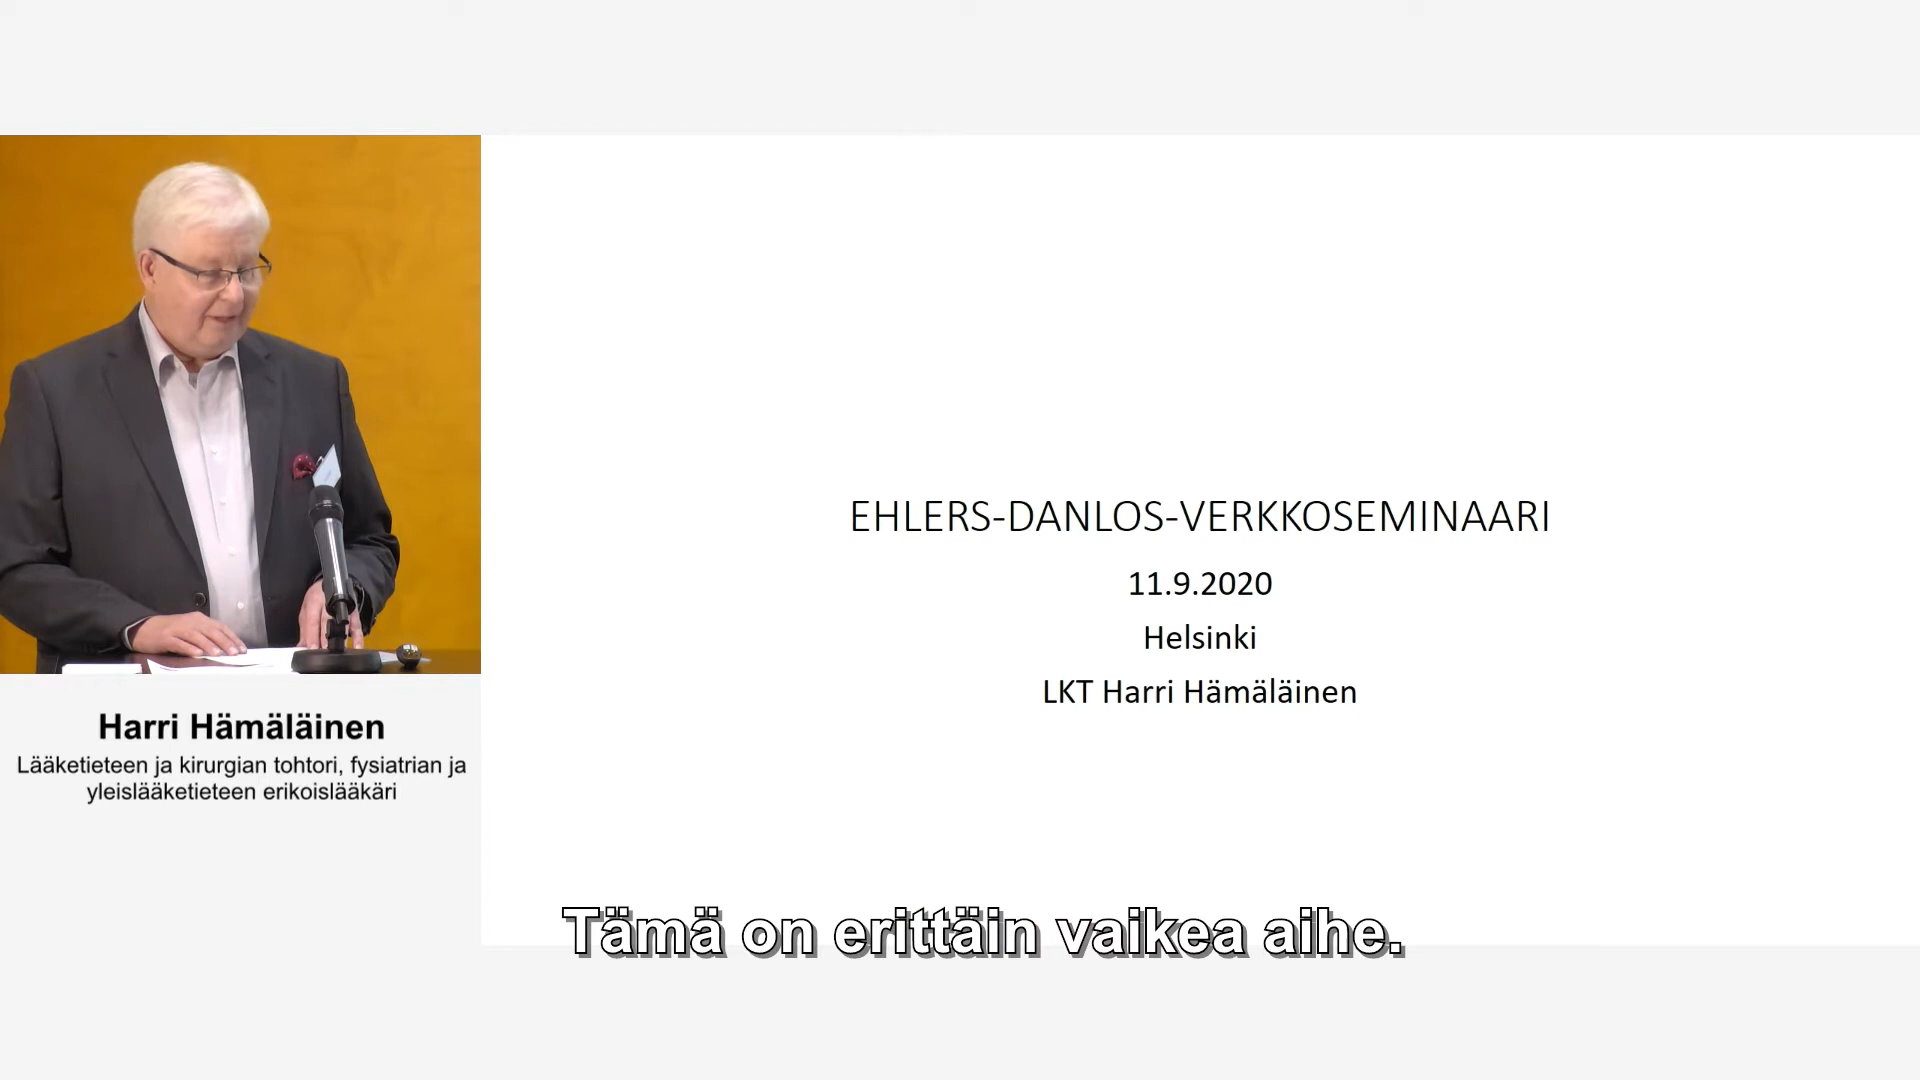 EHLERS-DANLOS-VERKKOSEMINAARI
11.9.2020
Helsinki
LKT Harri Hämäläinen
Harri Hämäläinen
Lääketieteen ja kirurgian tohtori, fysiatrian ja
yleislääketieteen erikoislääkäri
Tämä on erittäin vaikea aihe.